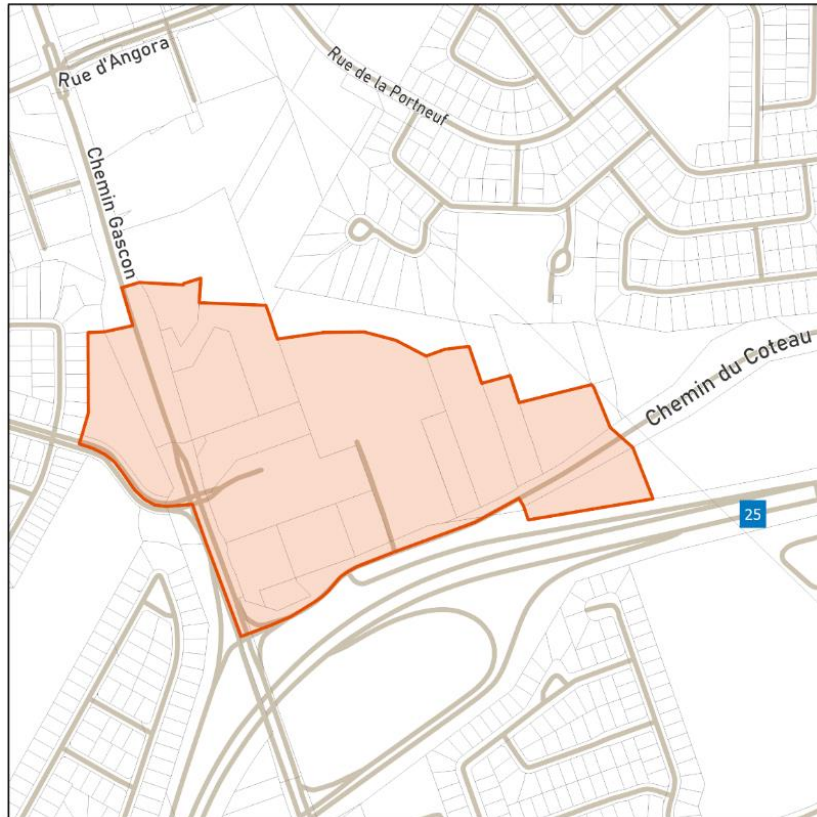 Rue d'Angora
Rue de la Portneuf
Chemin Gascon
Chemin du Coteau
25